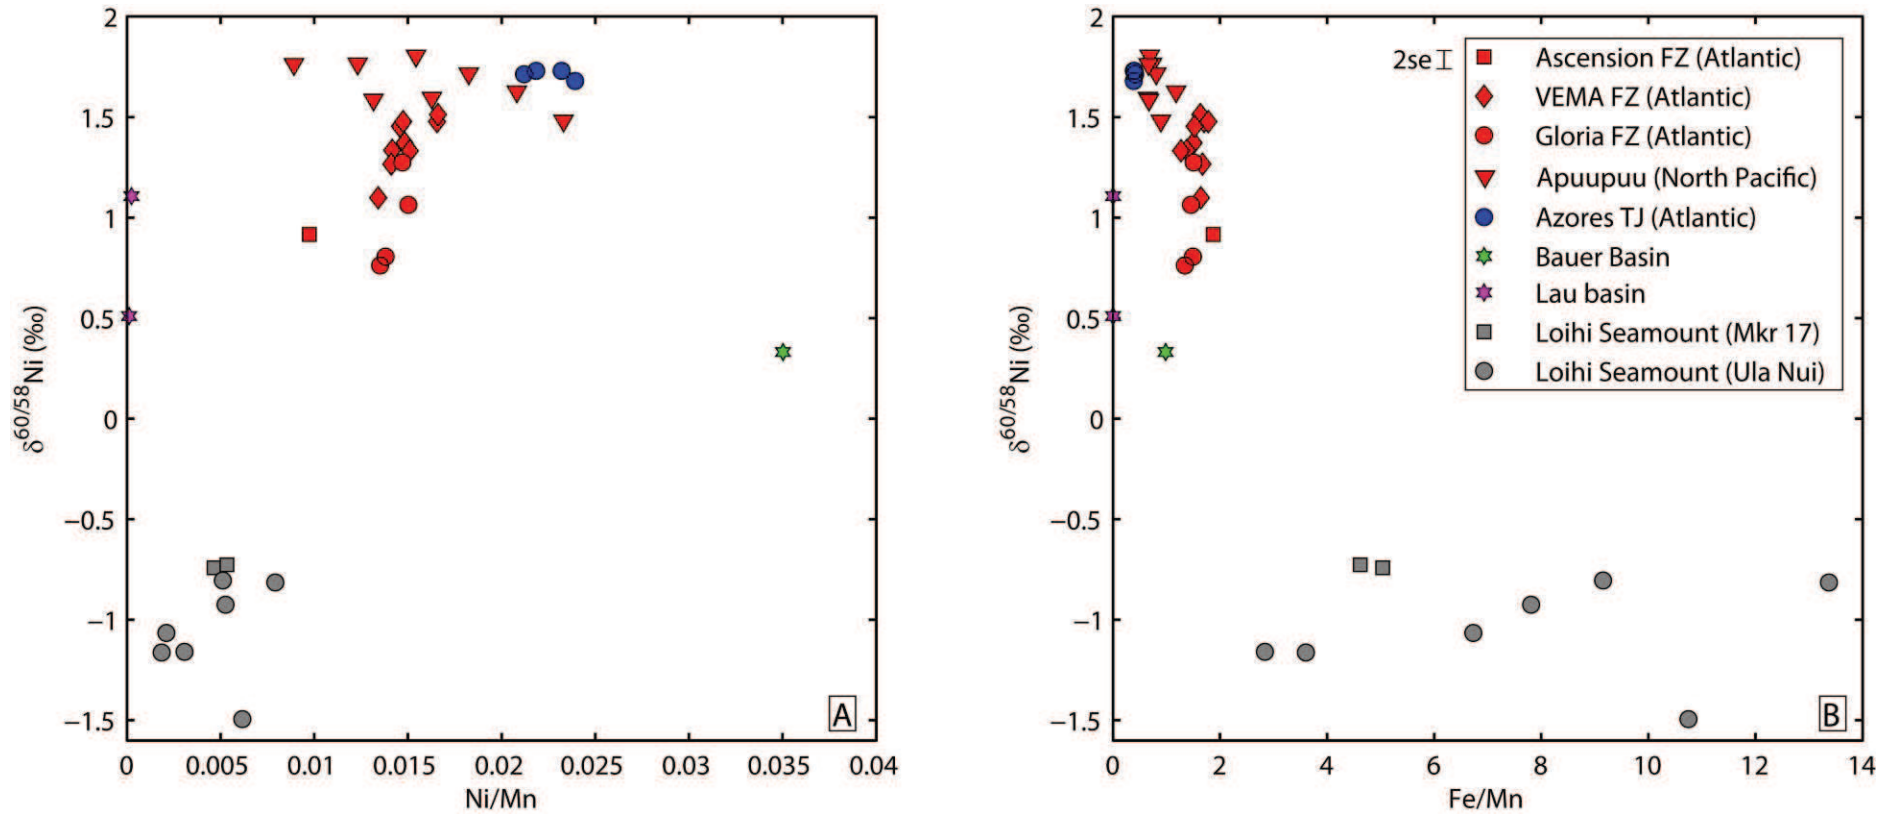 2
1.5
1
0.5
0
−0.5
−1
−1.5
δ60/58Ni (‰)
0 0.005 0.01 0.015 0.02 0.025 0.03 0.035 0.04
Ni/Mn
A
2
1.5
1
0.5
0
−0.5
−1
−1.5
δ60/58Ni (‰)
0 2 4 6 8 10 12 14
Fe/Mn
B
2se
Ascension FZ (Atlantic)
VEMA FZ (Atlantic)
Gloria FZ (Atlantic)
Apuupuu (North Pacific)
Azores TJ (Atlantic)
Bauer Basin
Lau basin
Loihi Seamount (Mkr 17)
Loihi Seamount (Ula Nui)